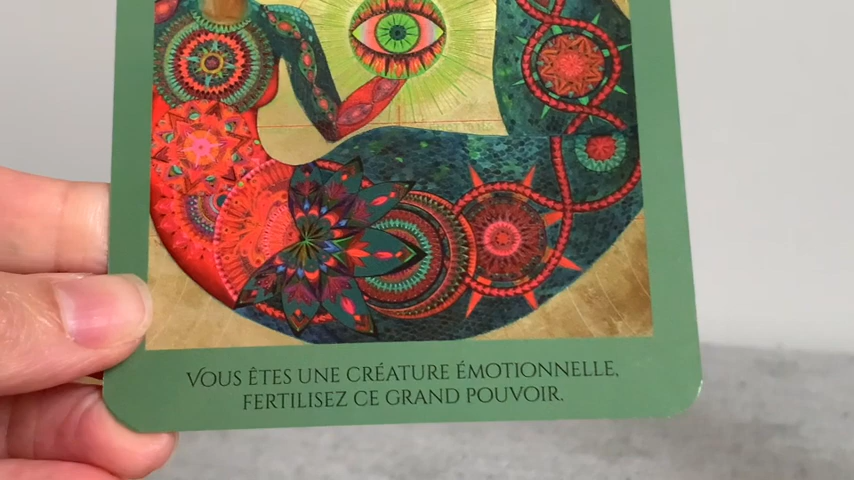 VOUS ÊTES UNE CRÉATURE ÉMOTIONNELLE,
FERTILISEZ CE GRAND POUVOIR.